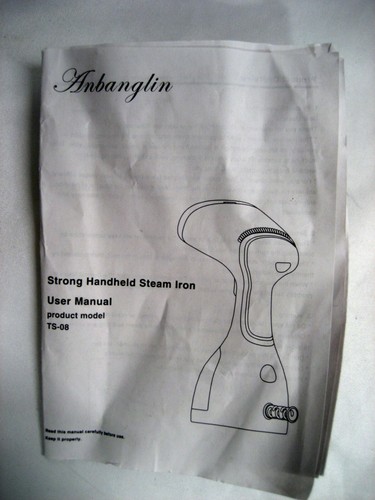 Anbanglin
Strong Handheld Steam Iron
User Manual
product model
TS-08
Read this manual carefully before use,
Keep it properly.